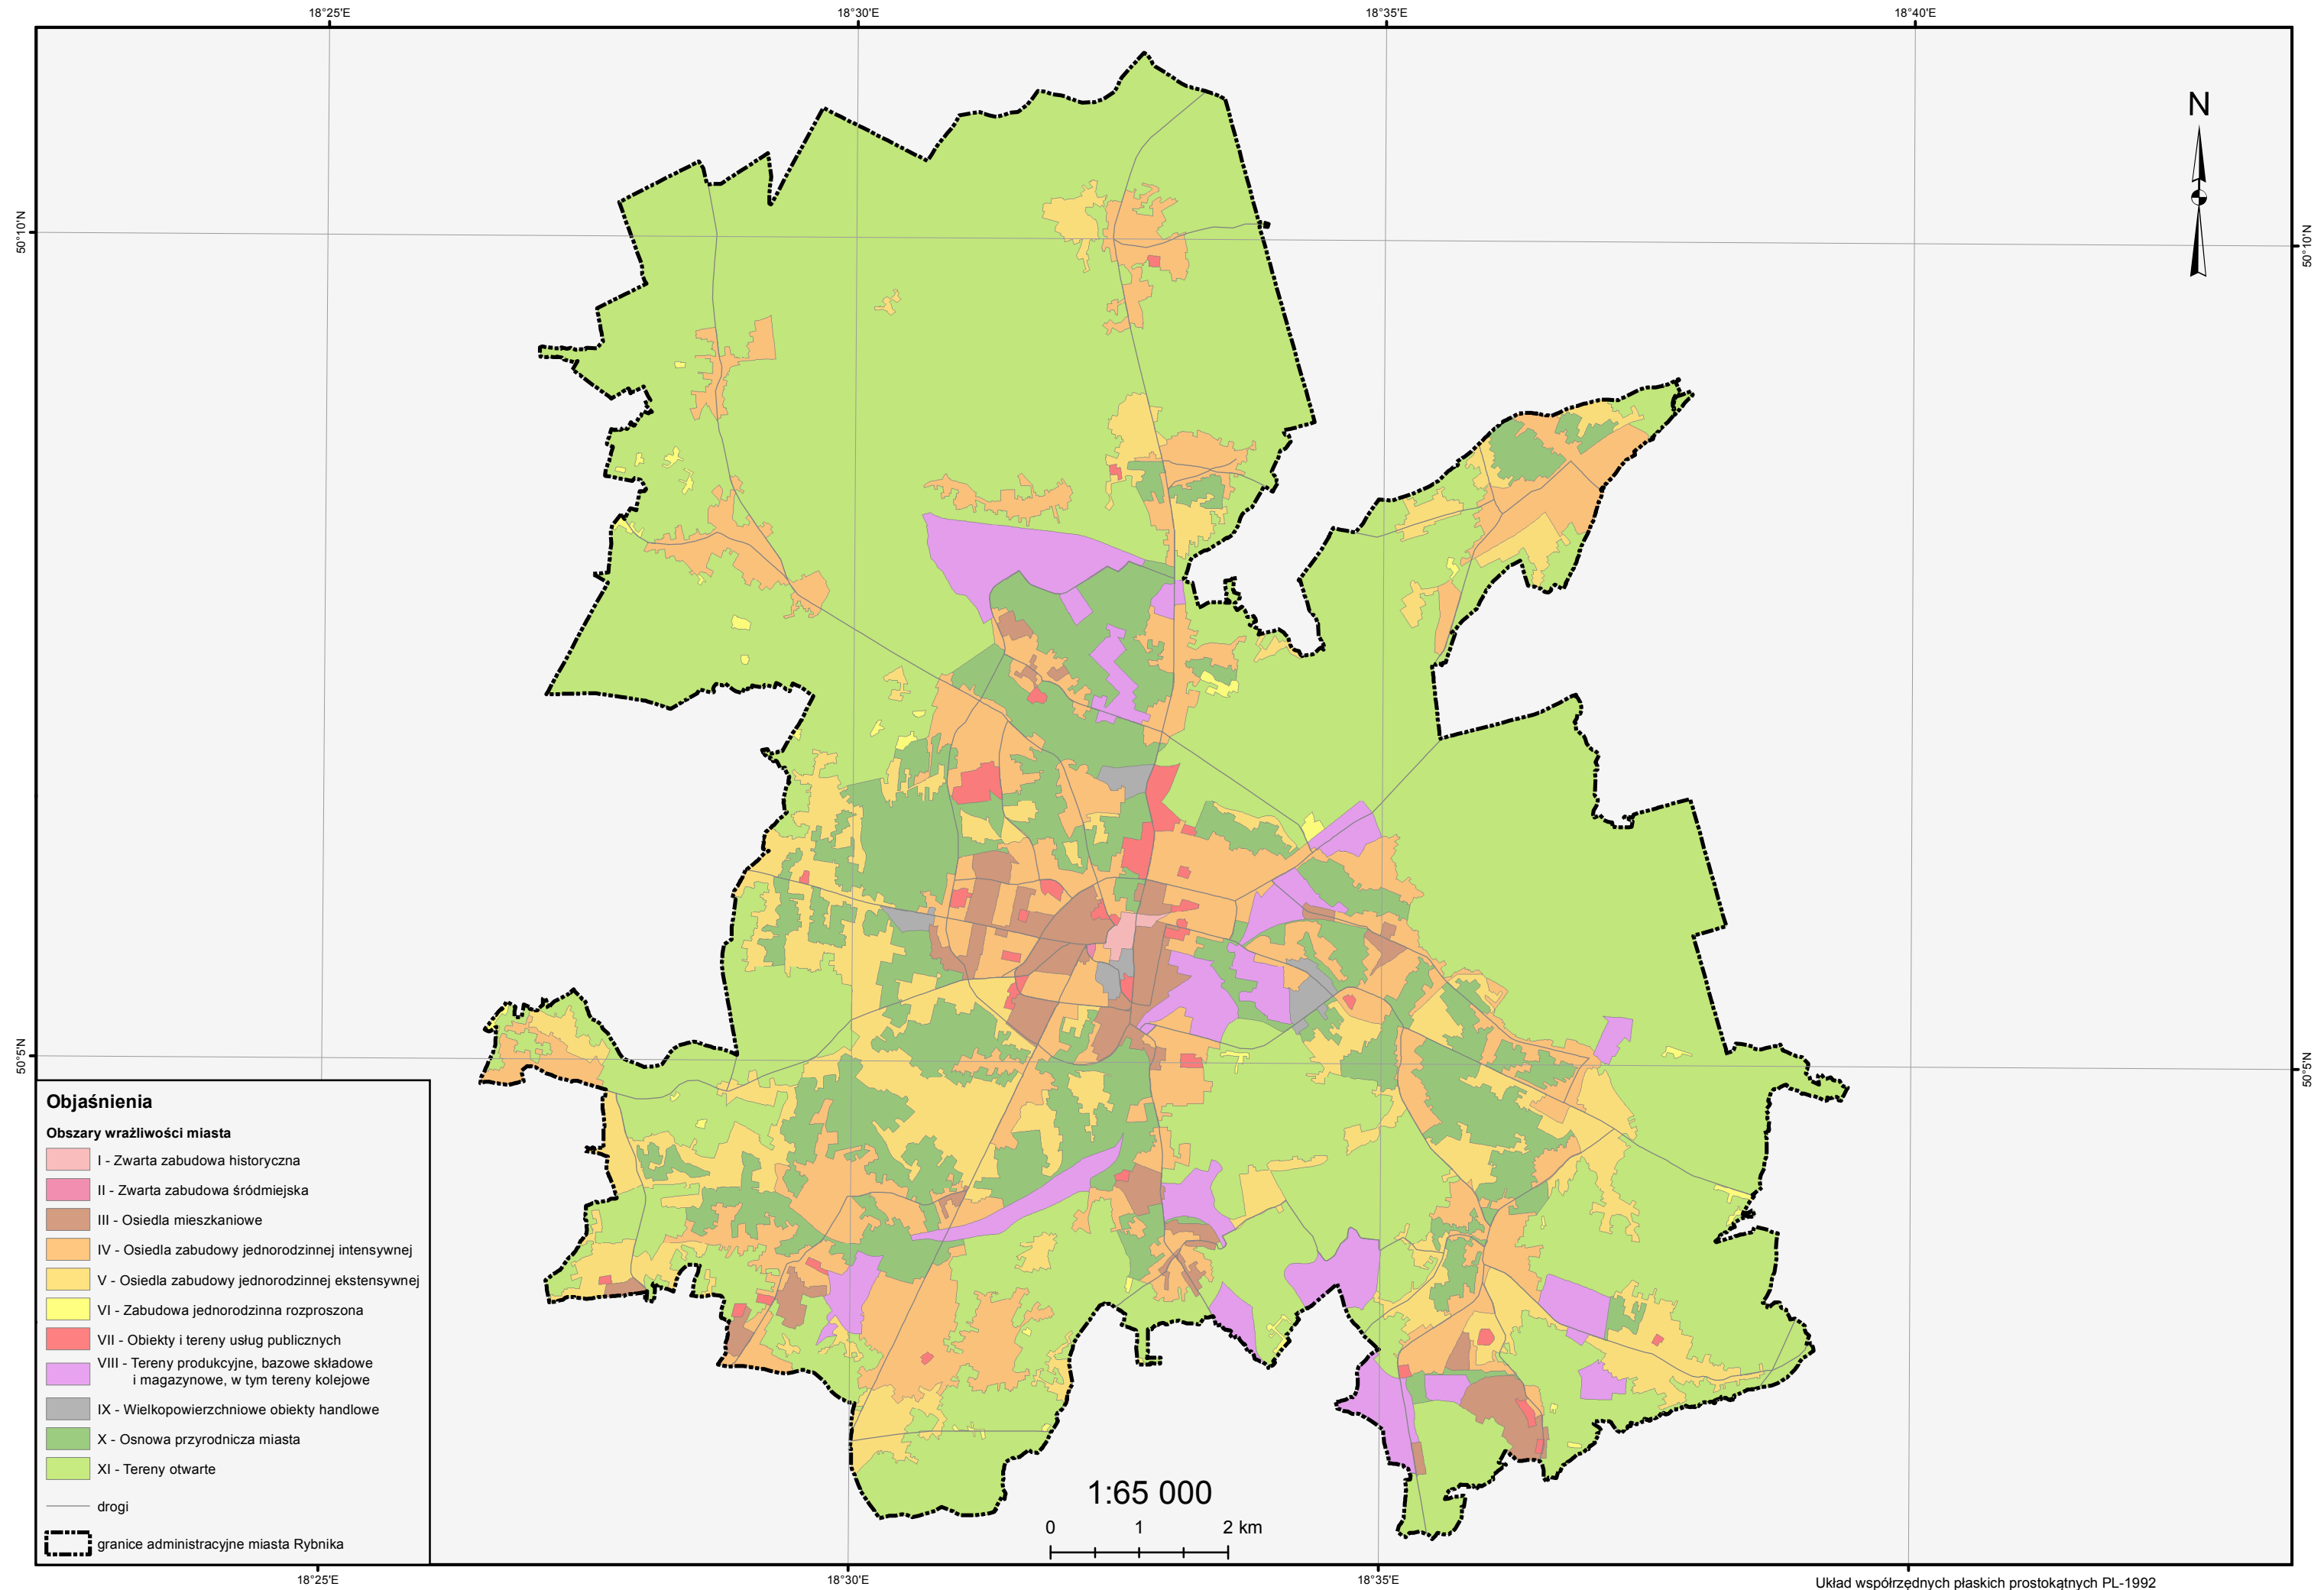 18°25'E
18°30'E
18°35'E
18°40'E
N
50°10'N
50°10'N
50°5'N
50°5'N
Objaśnienia
Obszary wrażliwości miasta
I - Zwarta zabudowa historyczna
II - Zwarta zabudowa śródmiejska
III - Osiedla mieszkaniowe
IV - Osiedla zabudowy jednorodzinnej intensywnej
V - Osiedla zabudowy jednorodzinnej ekstensywnej
VI - Zabudowa jednorodzinna rozproszona
VII - Obiekty i tereny usług publicznych
VIII - Tereny produkcyjne, bazowe składowe
i magazynowe, w tym tereny kolejowe
IX - Wielkopowierzchniowe obiekty handlowe
X - Osnowa przyrodnicza miasta
XI - Tereny otwarte
drogi
granice administracyjne miasta Rybnika
1:65 000
0 1 2 km
18°25'E
18°30'E
18°35'E
Układ współrzędnych płaskich prostokątnych PL-1992